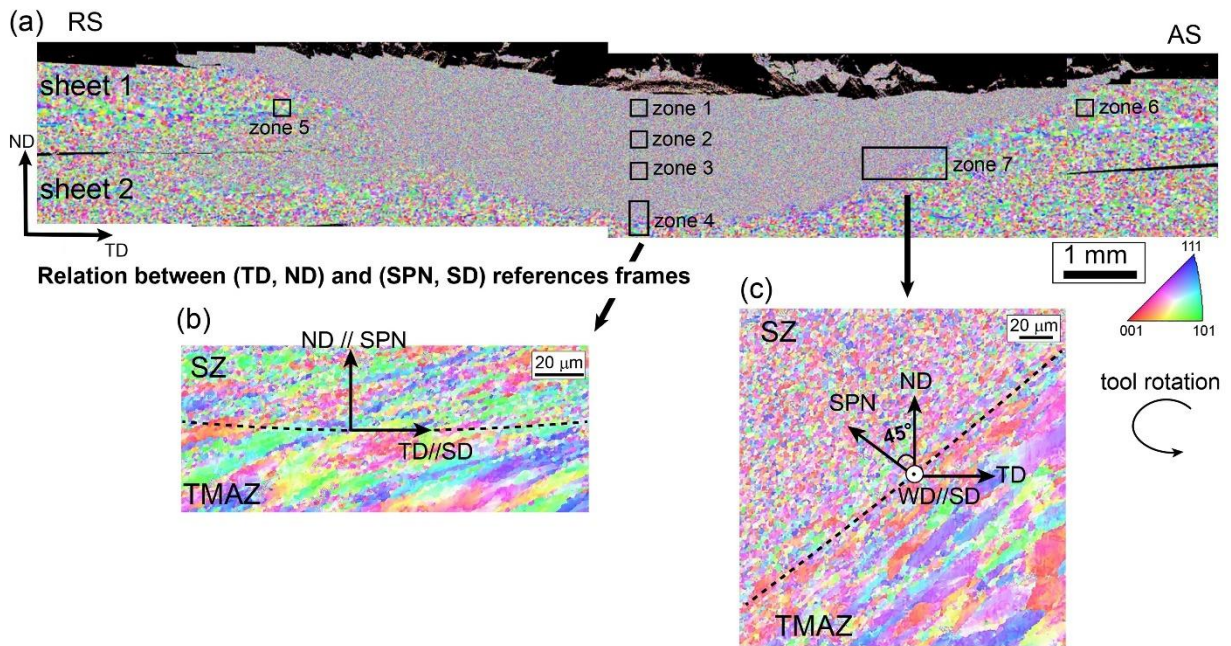 (a) RS AS
sheet 1
zone 1
zone 6
zone 5
zone 2
ND
zone 3
zone 7
sheet 2
zone 4
TD
1 mm
Relation between (TD, ND) and (SPN, SD) references frames
111
001 101
(b)
ND // SPN
SZ
20 µm
TD//SD
TMAZ
(c)
SZ
20 µm
ND
SPN
45°
TD
WD//SD
TMAZ
tool rotation